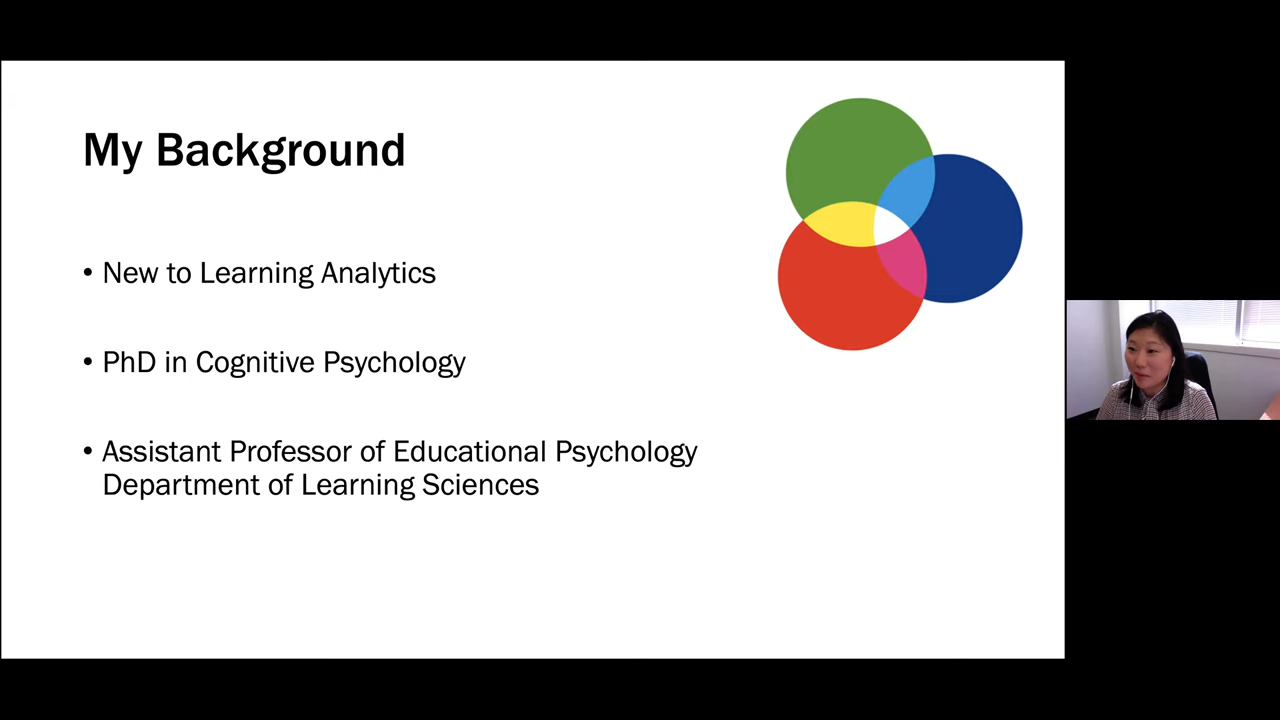 My Background
• New to Learning Analytics
• PhD in Cognitive Psychology
• Assistant Professor of Educational Psychology
Department of Learning Sciences